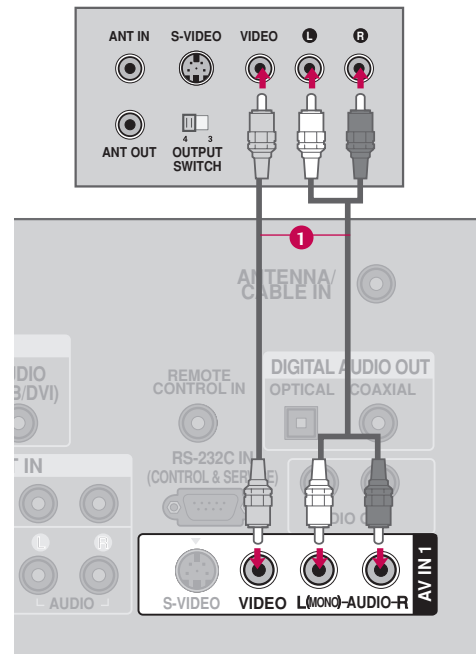 ANT IN S-VIDEO VIDEO L R
4 3
ANT OUT OUTPUT
SWITCH
1
ANTENNA/
CABLE IN
DIGITAL AUDIO OUT
REMOTE
CONTROL IN
OPTICAL COAXIAL
B/DVI)
RS-232C IN
(CONTROL & SERVICE)
IN
L R
AUDIO
S-VIDEO VIDEO L(MONO) AUDIO R
AV IN 1